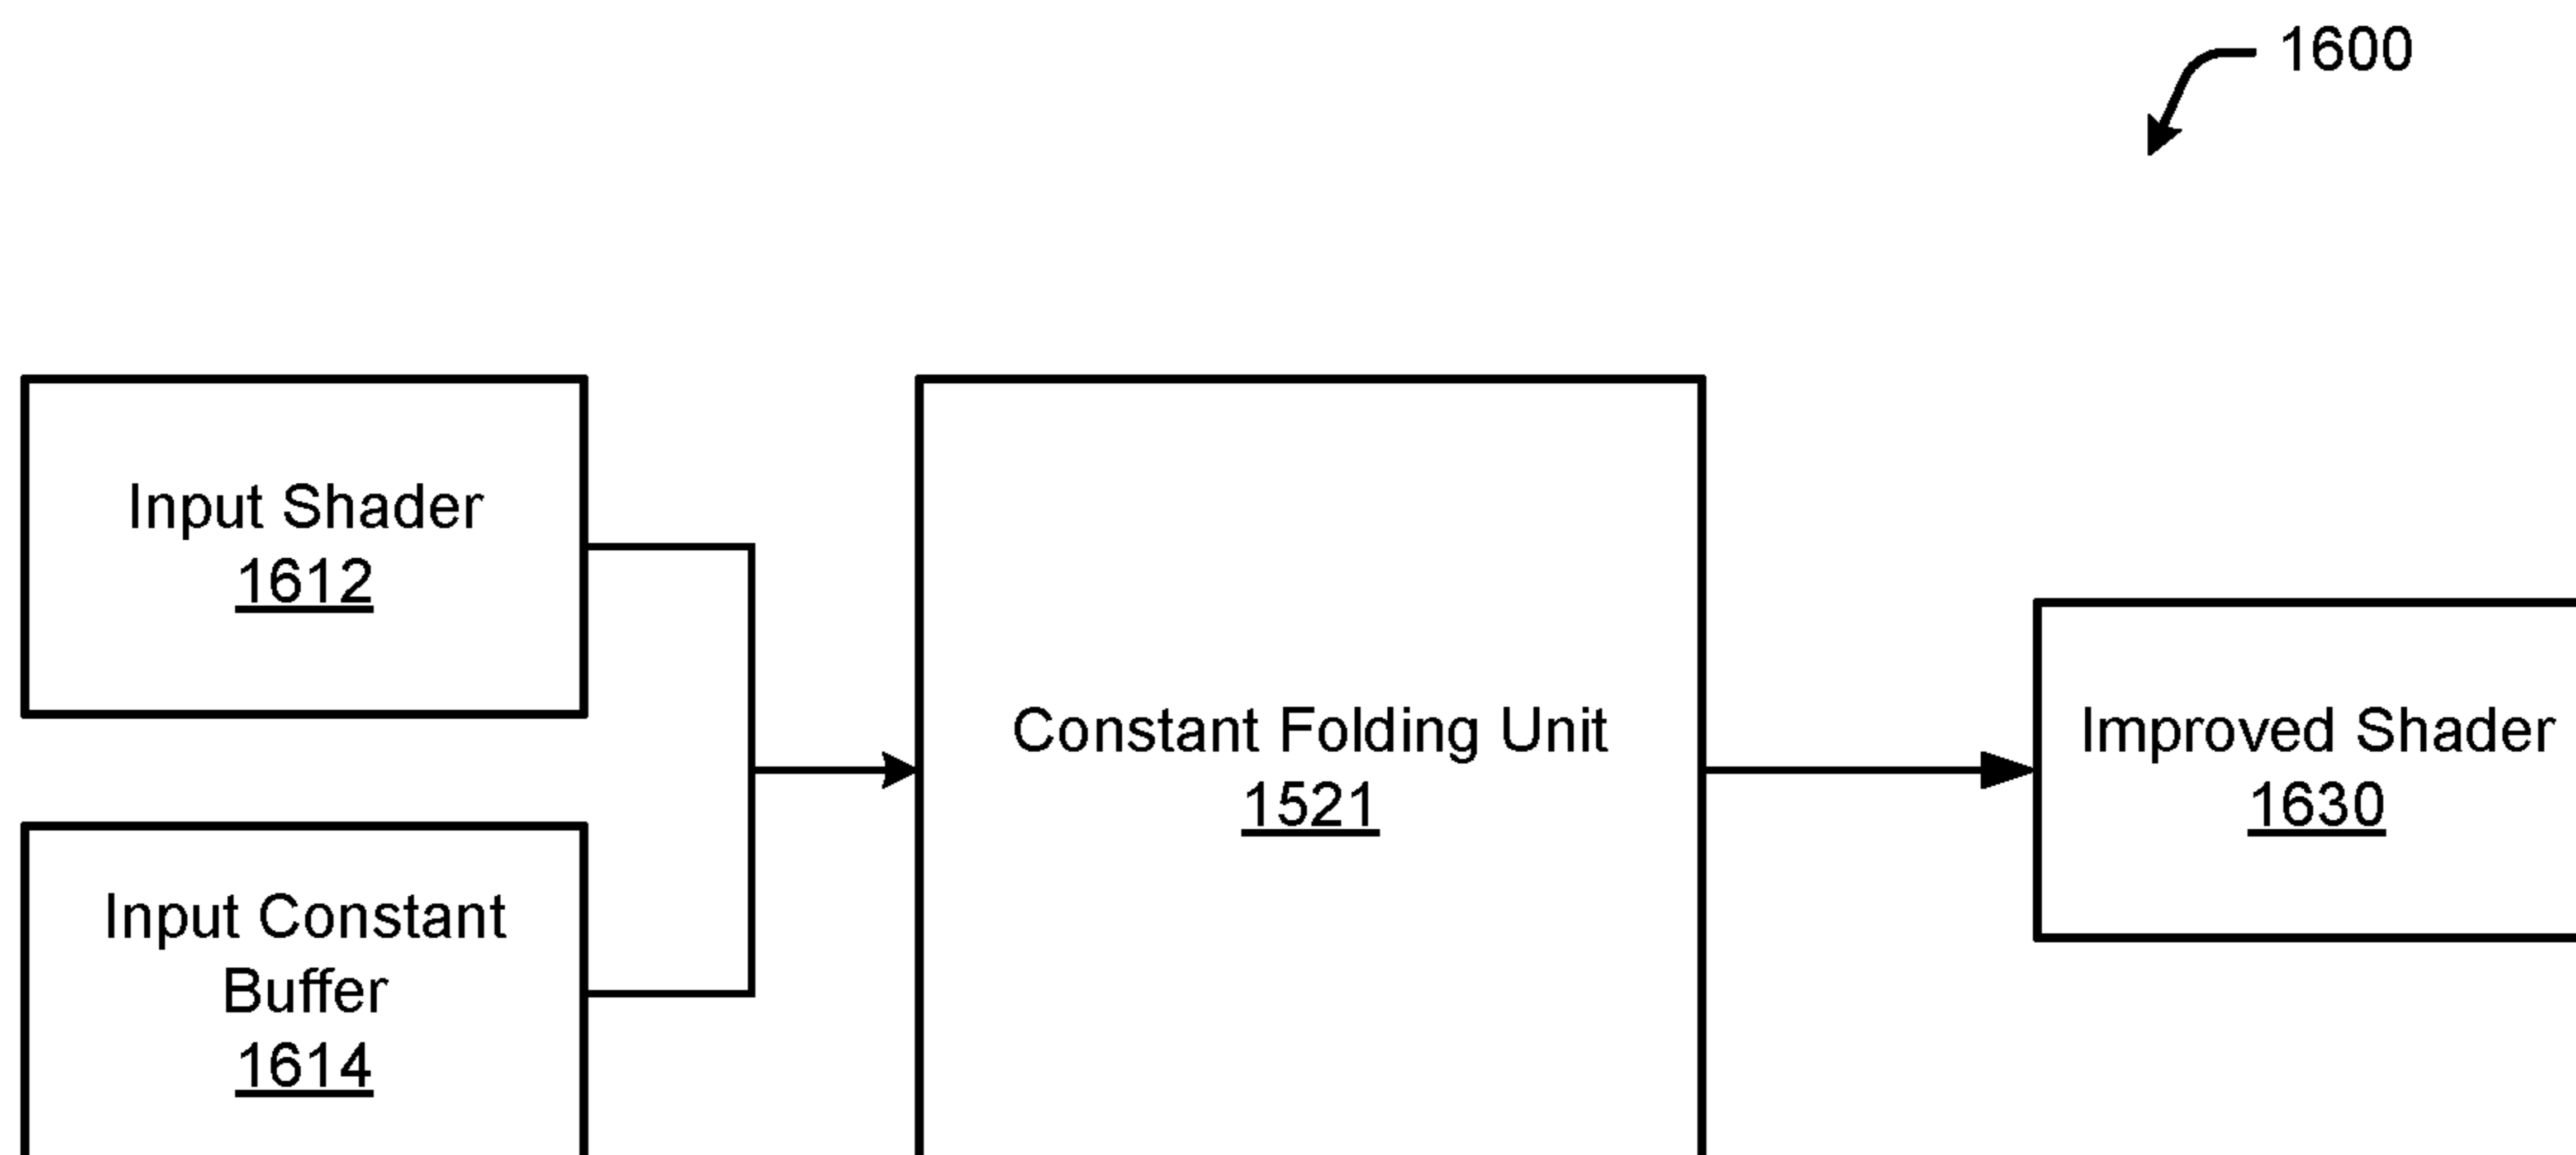 1600
Input Shader
1612
Input Constant
Buffer
1614
Constant Folding Unit
1521
Improved Shader
1630